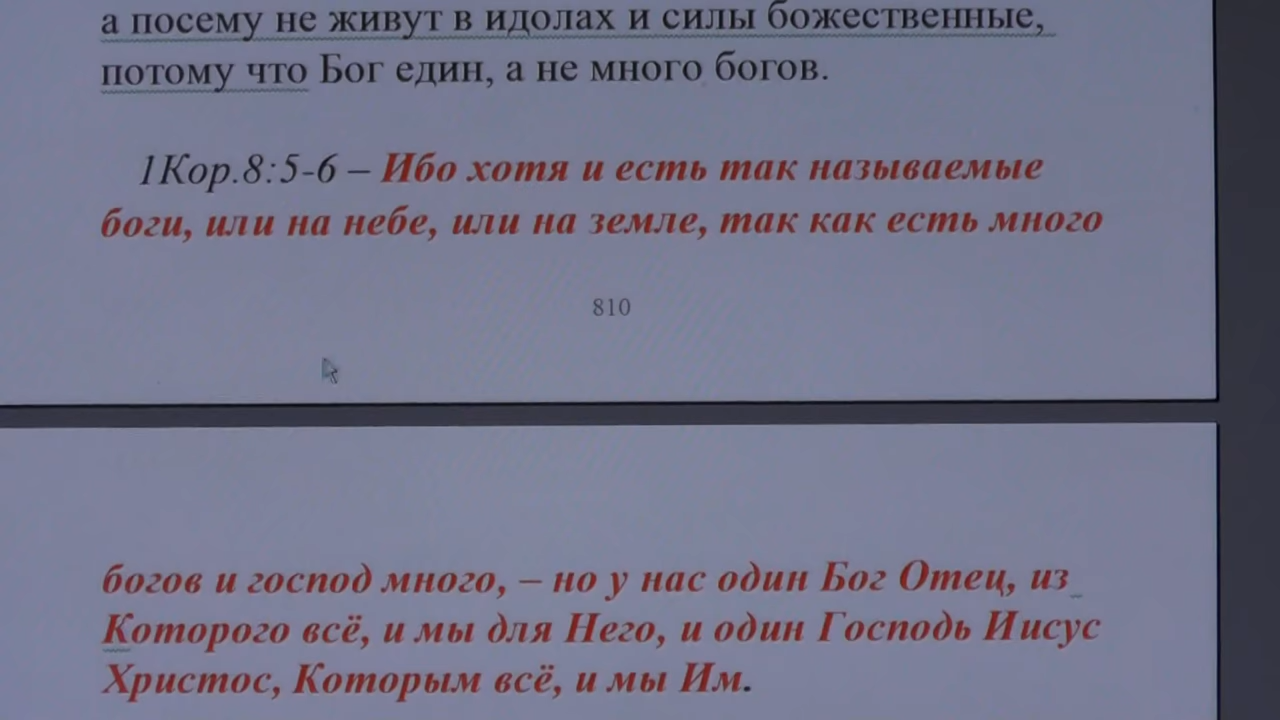 а посему не живут в идолах и силы божественные,
потому что Бог един, а не много богов.
1Кор.8:5-6 – Ибо хотя и есть так называемые
боги, или на небе, или на земле, так как есть много
810
богов и господ много, – но у нас один Бог Отец, из
Которого всё, и мы для Него, и один Господь Иисус
Христос, Которым всё, и мы Им.